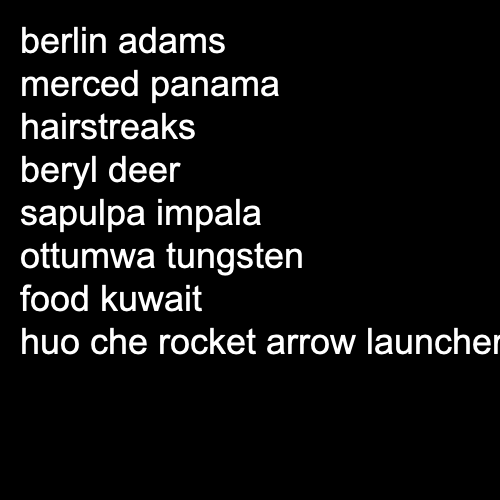 berlin adams
merced panama
hairstreaks
beryl deer
sapulpa impala
ottumwa tungsten
food kuwait
huo che rocket arrow launcher